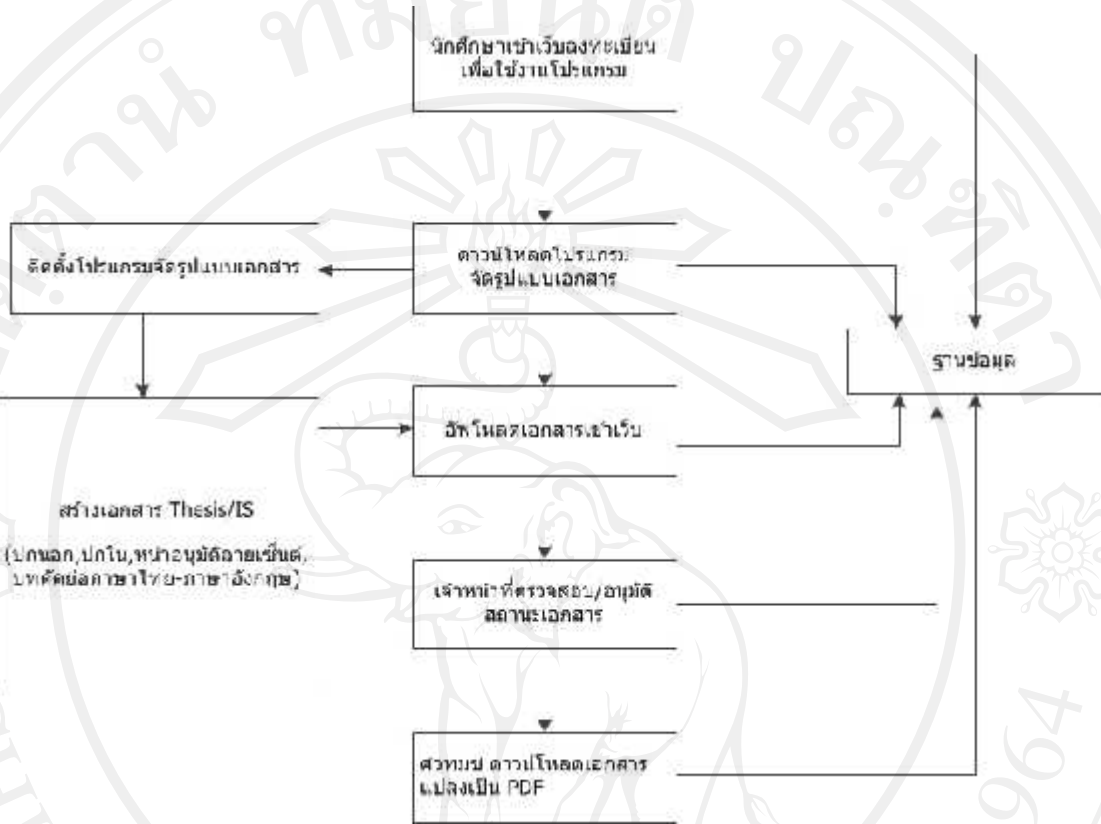 นักศึกษาเข้าเว็บลงทะเบียน
เพื่อใช้งานโปรแกรม
ดาวน์โหลดโปรแกรม
จัดรูปแบบเอกสาร
ติดตั้งโปรแกรมจัดรูปแบบเอกสาร
ฐานข้อมูล
อัพโหลดเอกสารเข้าเว็บ
สร้างเอกสาร Thesis/IS
(ปกนอก,ปกใน,หน้าอนุมัติลายเซ็นต์,
บทคัดย่อภาษาไทย-ภาษาอังกฤษ)
เจ้าหน้าที่ตรวจสอบ/อนุมัติ
สถานะเอกสาร
ดาวน์โหลดเอกสาร
แปลงเป็น PDF
964